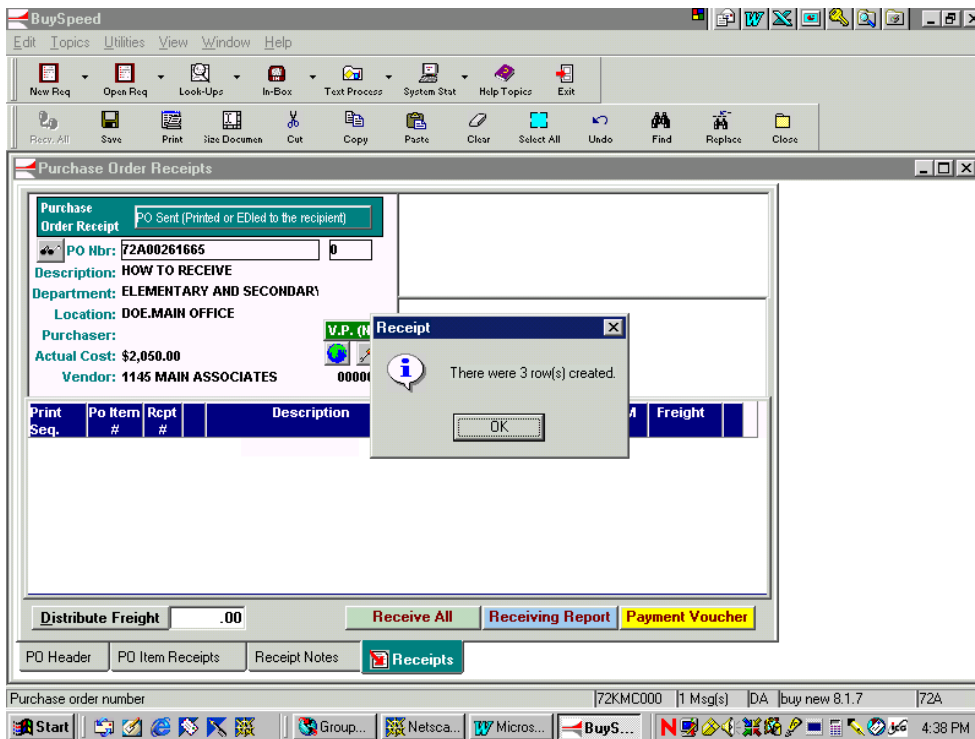 BuySpeed
Edit Topics Utilities View Window Help
New Req Open Req Look-Ups In-Box Text Process System Stat Help Topics Exit
Recv. All Save Print Size Documen Cut Copy Paste Clear Select All Undo Find Replace Close
Purchase Order Receipts
Purchase
Order Receipt
PO Sent (Printed or EDIed to the recipient)
PO Nbr: 72A00261665 0
Description: HOW TO RECEIVE
Department: ELEMENTARY AND SECONDARY
Location: DOE.MAIN OFFICE
Purchaser:
V.P. (N
Actual Cost: $2,050.00
Vendor: 1145 MAIN ASSOCIATES 0000
Receipt
There were 3 row(s) created.
OK
Print Seq. Po Item # Rcpt # Description M Freight
Distribute Freight .00 Receive All Receiving Report Payment Voucher
PO Header PO Item Receipts Receipt Notes Receipts
Purchase order number 72KMC000 1 Msg(s) DA buy new 8.1.7 72A
Start Group... Netsca... Micros... BuyS... 4:38 PM